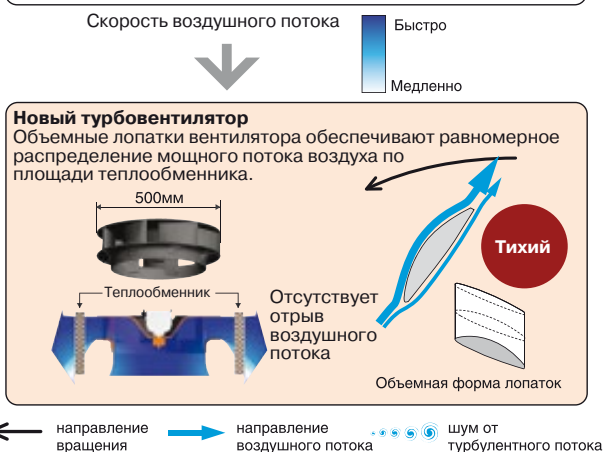 Скорость воздушного потока
Быстро
Медленно
Новый турбовентилятор
Объемные лопатки вентилятора обеспечивают равномерное
распределение мощного потока воздуха по
площади теплообменника.
500мм
Тихий
Теплообменник
Отсутствует
отрыв
воздушного
потока
Объемная форма лопаток
направление
вращения
направление
воздушного потока
шум от
турбулентного потока